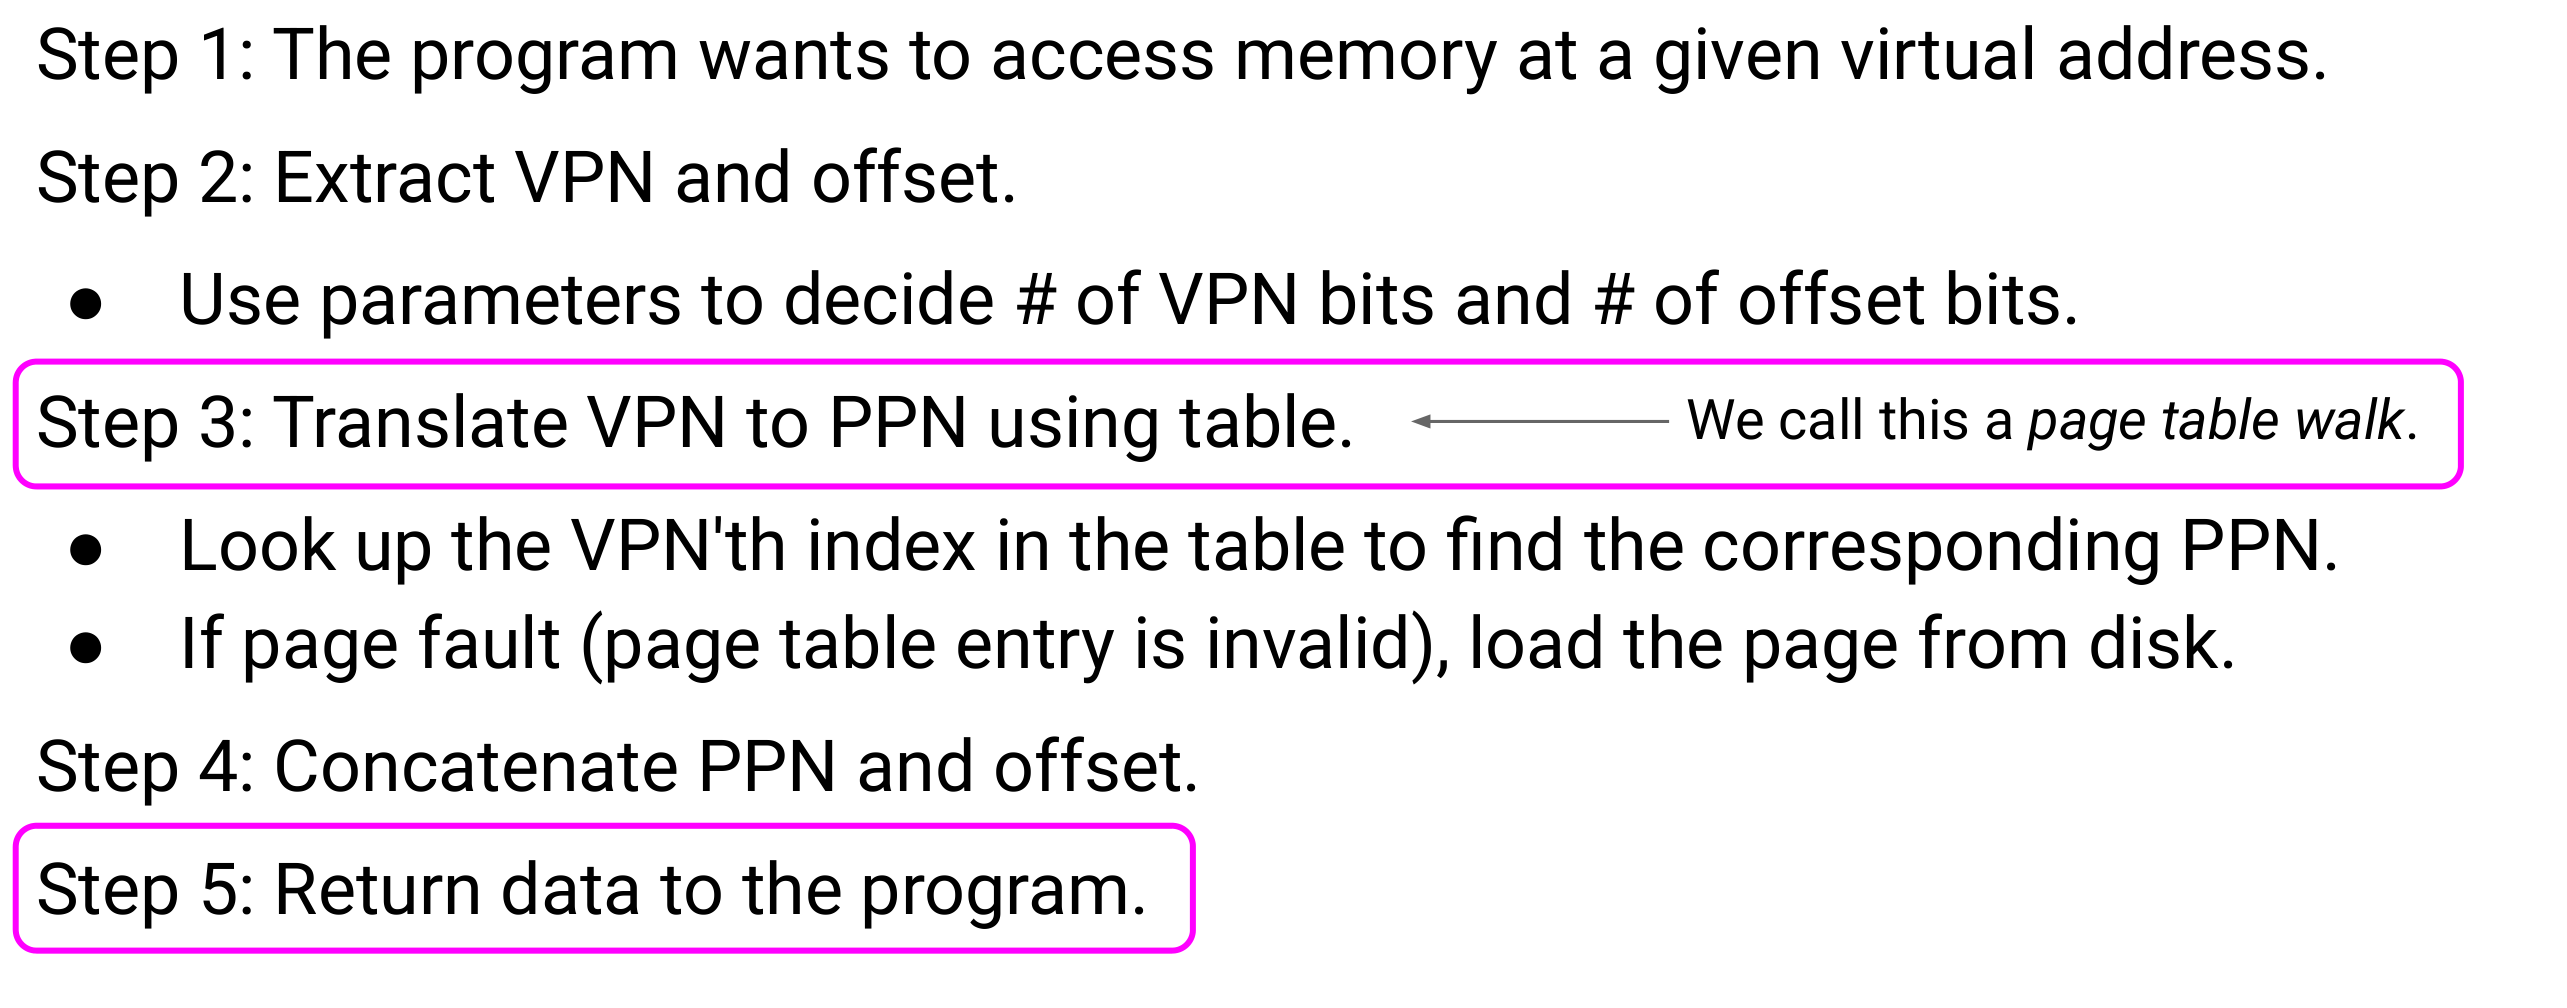 Step 1: The program wants to access memory at a given virtual address.
Step 2: Extract VPN and offset.
● Use parameters to decide # of VPN bits and # of offset bits.
Step 3: Translate VPN to PPN using table. We call this a page table walk.
● Look up the VPN'th index in the table to find the corresponding PPN.
● If page fault (page table entry is invalid), load the page from disk.
Step 4: Concatenate PPN and offset.
Step 5: Return data to the program.